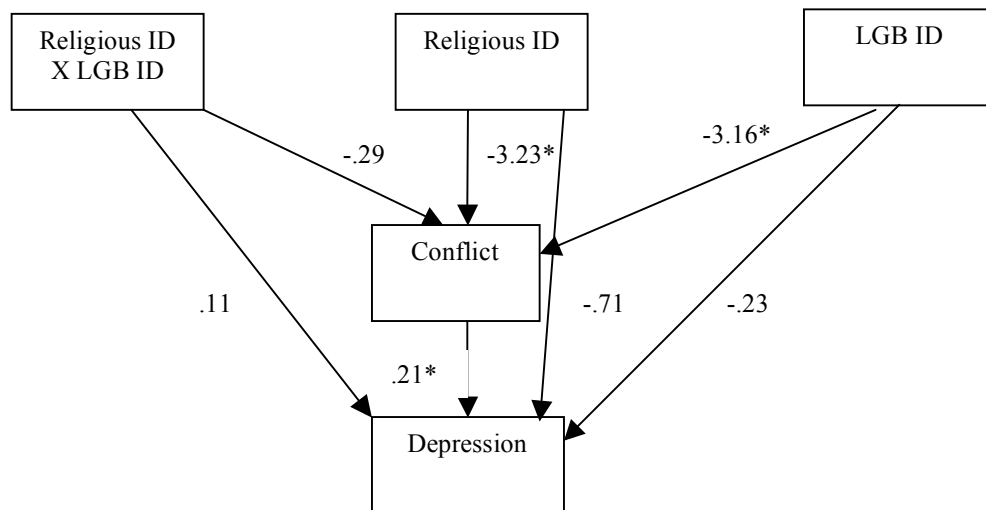 Religious ID
X LGB ID
Religious ID
LGB ID
-.29
-3.23*
-3.16*
Conflict
.11
-.71
-.23
.21*
Depression